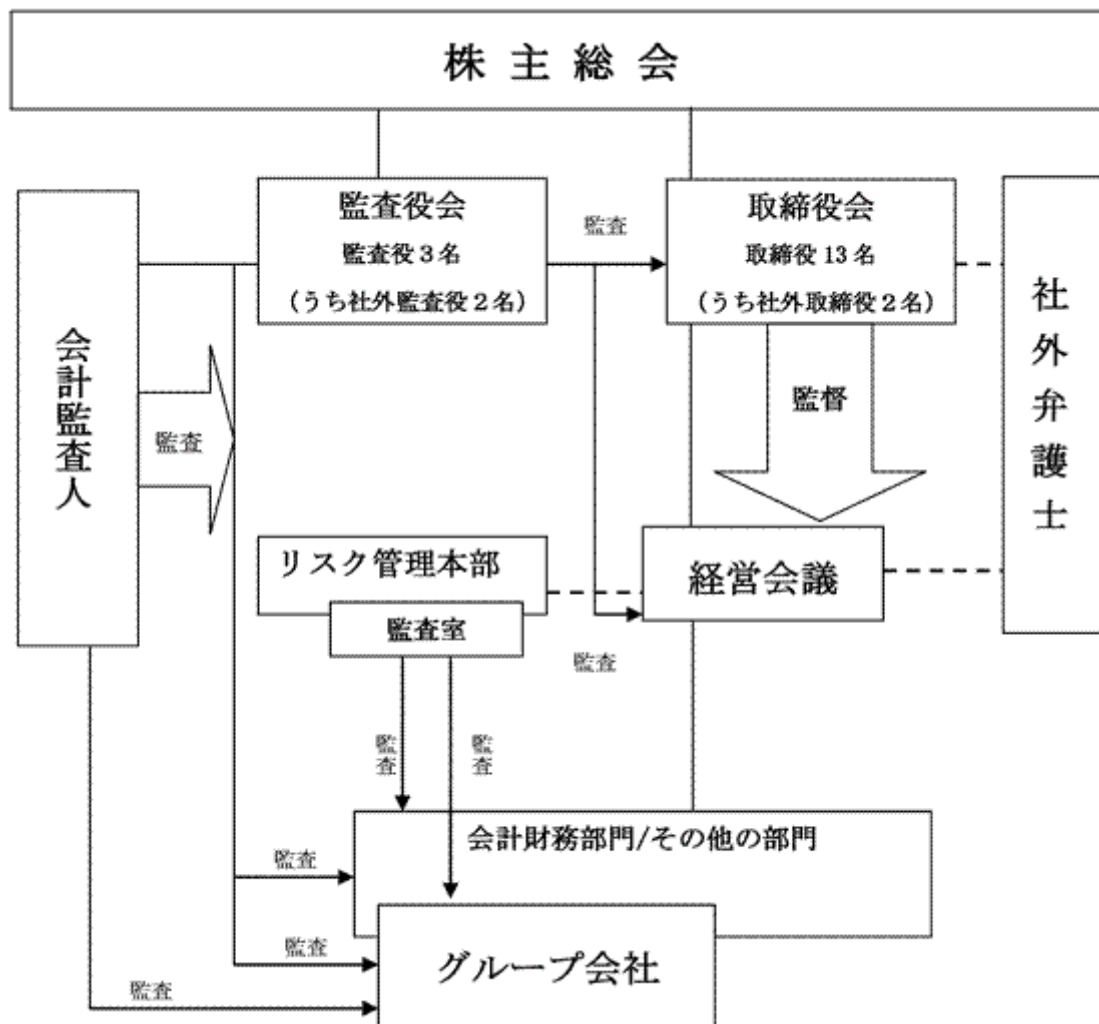 株主総会
監査役会
監査役3名
(うち社外監査役2名)
監査
取締役会
取締役13名
(うち社外取締役2名)
社外弁護士
会計監査人
監査
監督
リスク管理本部
監査室
経営会議
監査
監査
監査
会計財務部門/その他の部門
監査
監査
グループ会社
監査